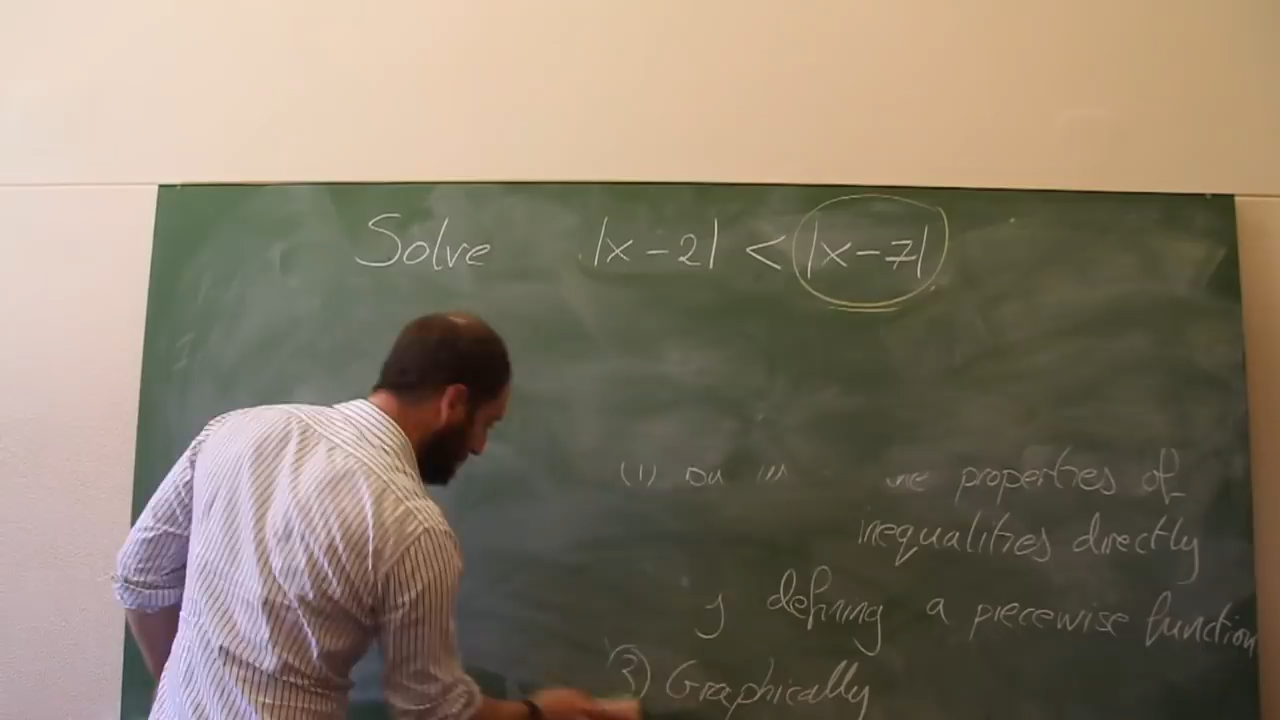 Solve |x-2| < |x-7|
(1) properties of
inequalities directly
defining a piecewise function
(3) Graphically